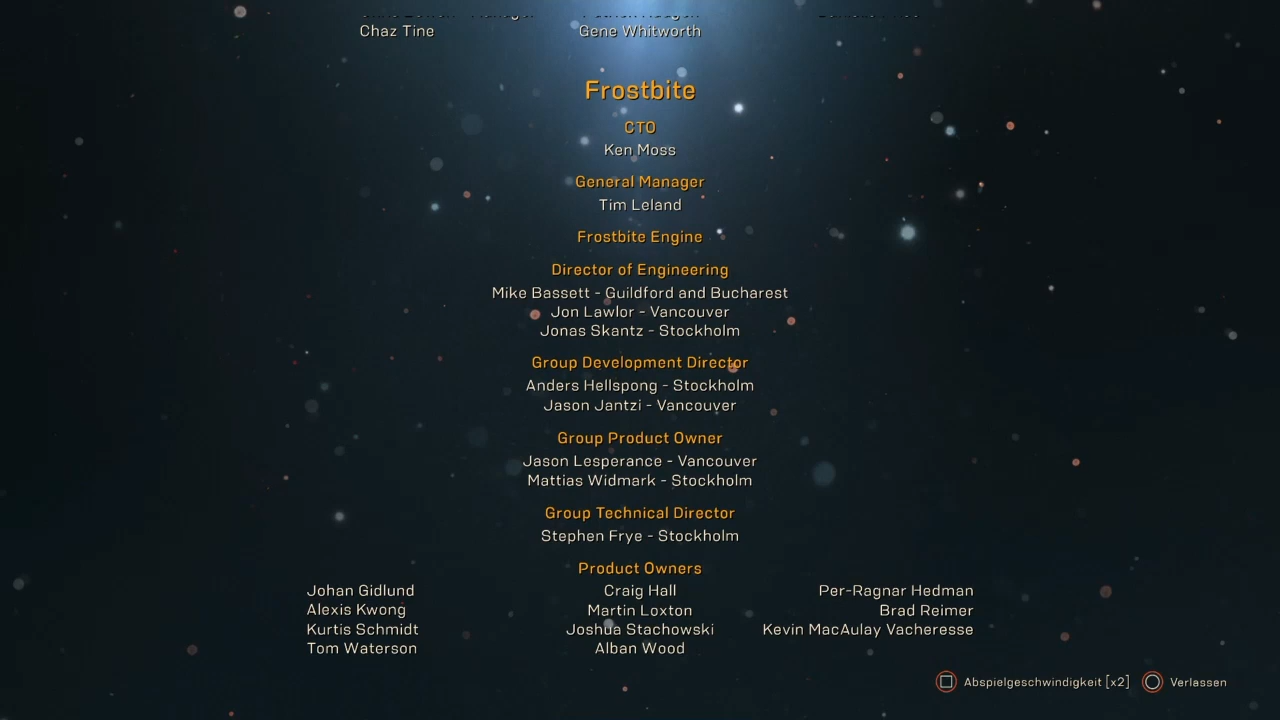 Chaz Tine Gene Whitworth
Frostbite
CTO
Ken Moss
General Manager
Tim Leland
Frostbite Engine
Director of Engineering
Mike Bassett - Guildford and Bucharest
Jon Lawlor - Vancouver
Jonas Skantz - Stockholm
Group Development Director
Anders Hellspong - Stockholm
Jason Jantzi - Vancouver
Group Product Owner
Jason Lesperance - Vancouver
Mattias Widmark - Stockholm
Group Technical Director
Stephen Frye - Stockholm
Product Owners
Johan Gidlund Craig Hall Per-Ragnar Hedman
Alexis Kwong Martin Loxton Brad Reimer
Kurtis Schmidt Joshua Stachowski Kevin MacAulay Vacheresse
Tom Waterson Alban Wood
Abspielgeschwindigkeit [x2] Verlassen